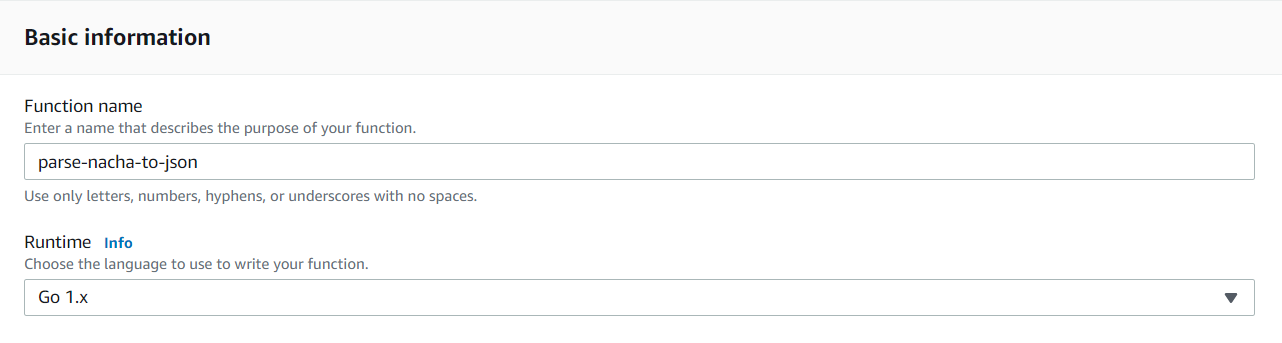 Basic information
Function name
Enter a name that describes the purpose of your function.
parse-nacha-to-json
Use only letters, numbers, hyphens, or underscores with no spaces.
Runtime Info
Choose the language to use to write your function.
Go 1.x